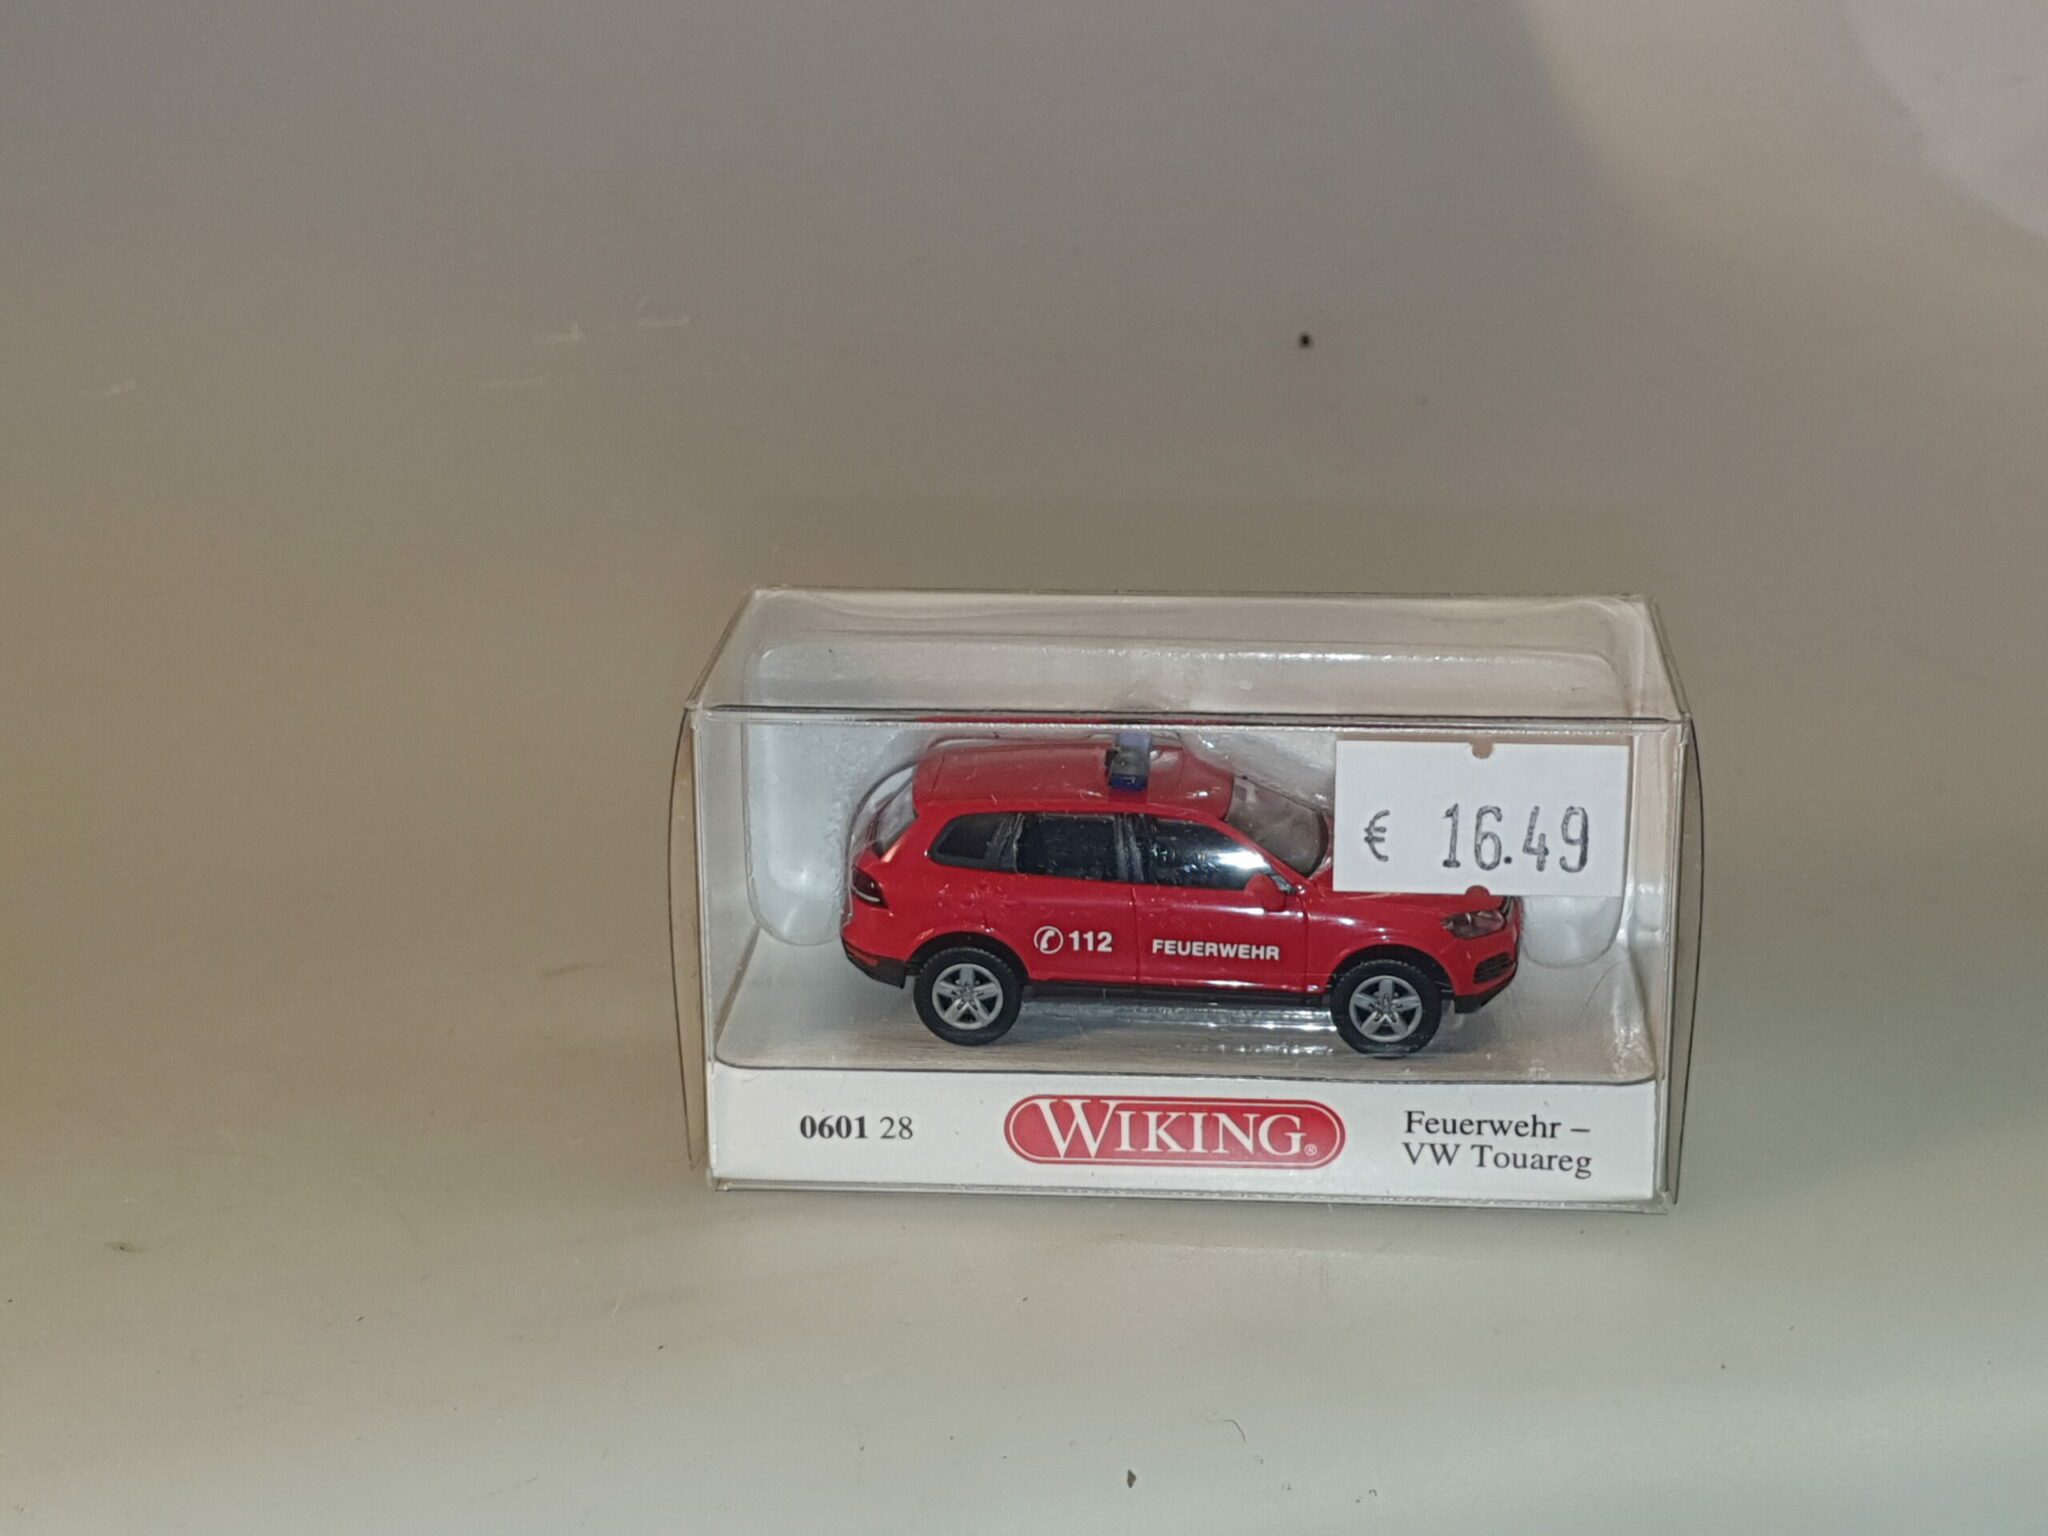 € 16.49
112
FEUERWEHR
0601 28
WIKING®
Feuerwehr –
VW Touareg